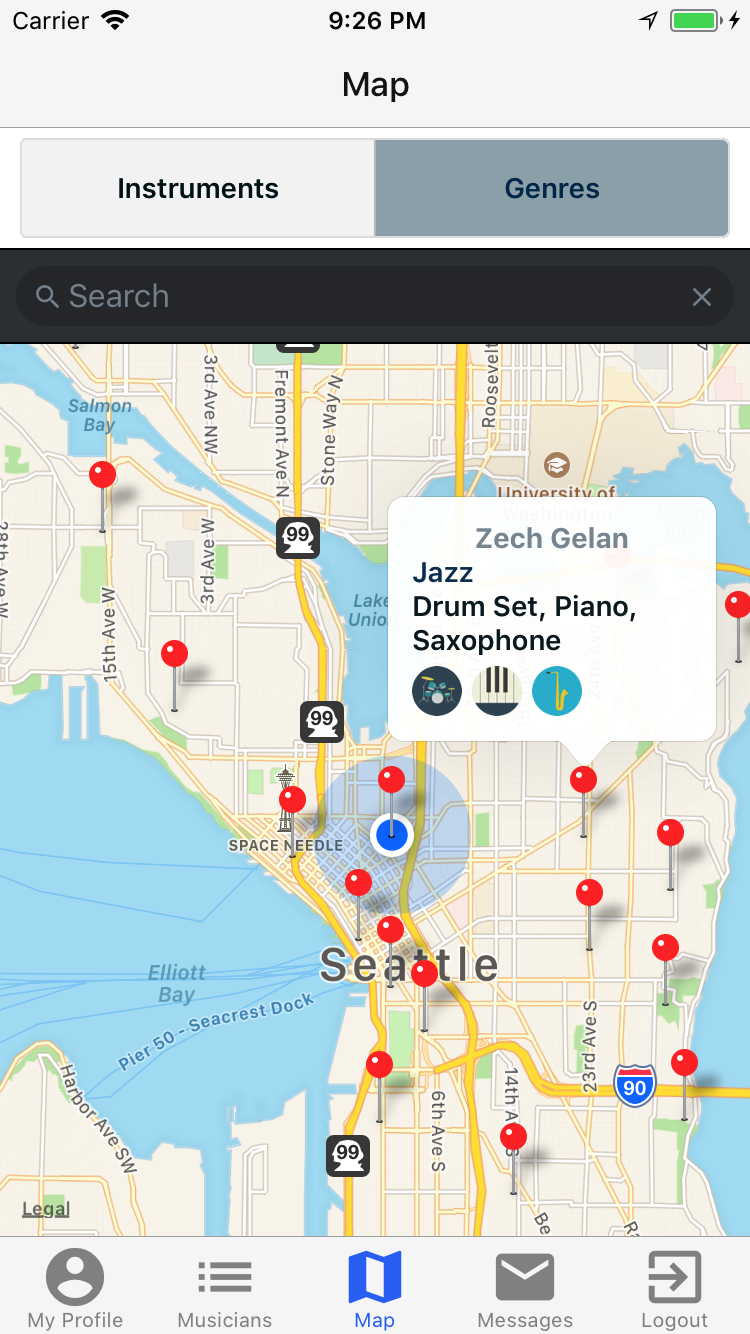 Carrier 9:26 PM
Map
Instruments Genres
Search
Salmon
Bay
3rd Ave NW
Fremont Ave N
Stone Way N
Roosevelt
University of
Washington
Union
Bay
99
28th Ave W
3rd Ave W
15th Ave W
Lake
Union
Zech Gelan
Jazz
Drum Set, Piano,
Saxophone
99
SPACE NEEDLE
Seattle
Elliott
Bay
Pier 50 - Seacrest Dock
Harbor Ave SW
23rd Ave S
90
14th Ave S
6th Ave S
99
Legal
Be
Ra
My Profile Musicians Map Messages Logout